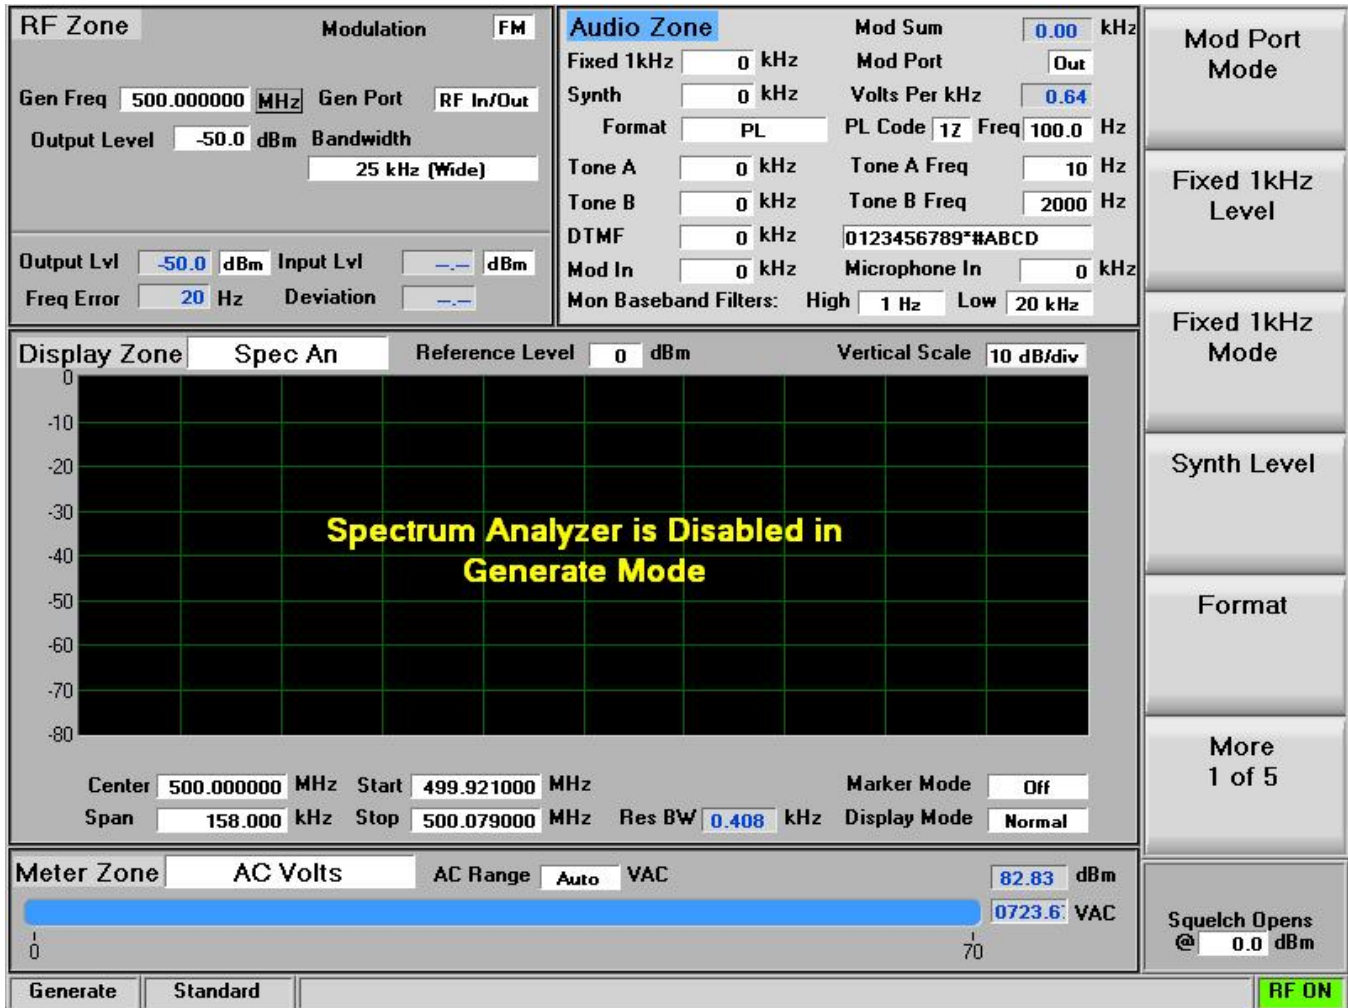 RF Zone Modulation FM
Gen Freq 500.000000 MHz Gen Port RF In/Out
Output Level -50.0 dBm Bandwidth
25 kHz (Wide)
Output Lvl -50.0 dBm Input Lvl --.-- dBm
Freq Error 20 Hz Deviation --.--
Audio Zone Mod Sum 0.00 kHz
Fixed 1kHz 0 kHz Mod Port Out
Synth 0 kHz Volts Per kHz 0.64
Format PL PL Code 1Z Freq 100.0 Hz
Tone A 0 kHz Tone A Freq 10 Hz
Tone B 0 kHz Tone B Freq 2000 Hz
DTMF 0 kHz 0123456789*#ABCD
Mod In 0 kHz Microphone In 0 kHz
Mon Baseband Filters: High 1 Hz Low 20 kHz
Display Zone Spec An Reference Level 0 dBm Vertical Scale 10 dB/div
0
-10
-20
-30
-40
-50
-60
-70
-80
Spectrum Analyzer is Disabled in
Generate Mode
Center 500.000000 MHz Start 499.921000 MHz Marker Mode Off
Span 158.000 kHz Stop 500.079000 MHz Res BW 0.408 kHz Display Mode Normal
Meter Zone AC Volts AC Range Auto VAC 82.83 dBm
0723.6 VAC
0 70
Mod Port
Mode
Fixed 1kHz
Level
Fixed 1kHz
Mode
Synth Level
Format
More
1 of 5
Squelch Opens
@ 0.0 dBm
Generate Standard RF ON